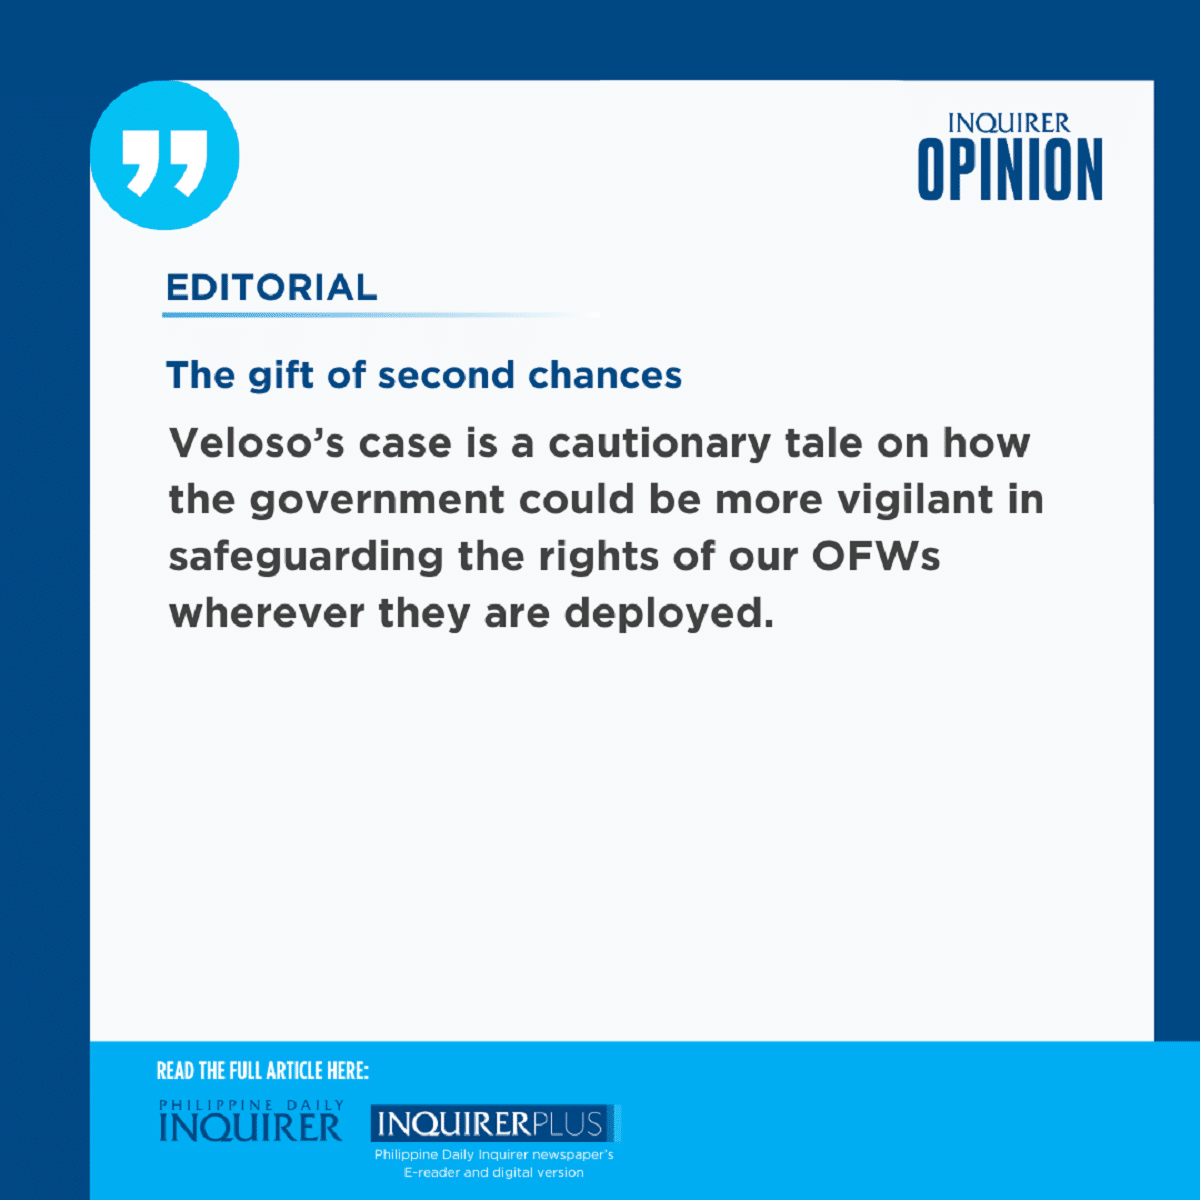 INQUIRER
OPINION
EDITORIAL
The gift of second chances
Veloso’s case is a cautionary tale on how
the government could be more vigilant in
safeguarding the rights of our OFWs
wherever they are deployed.
READ THE FULL ARTICLE HERE:
PHILIPPINE DAILY
INQUIRER
INQUIRERPLUS
Philippine Daily Inquirer newspaper's
E-reader and digital version